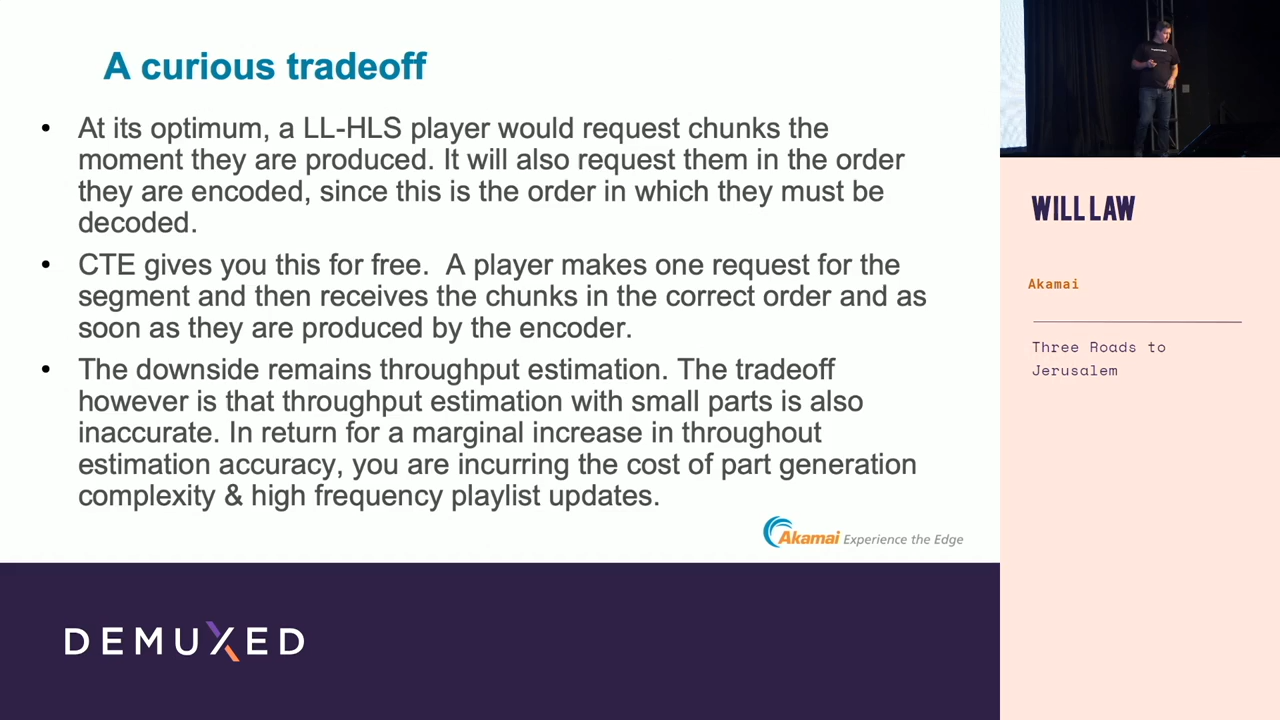 A curious tradeoff
• At its optimum, a LL-HLS player would request chunks the
moment they are produced. It will also request them in the order
they are encoded, since this is the order in which they must be
decoded.
• CTE gives you this for free.  A player makes one request for the
segment and then receives the chunks in the correct order and as
soon as they are produced by the encoder.
• The downside remains throughput estimation. The tradeoff
however is that throughput estimation with small parts is also
inaccurate. In return for a marginal increase in throughout
estimation accuracy, you are incurring the cost of part generation
complexity & high frequency playlist updates.
Akamai Experience the Edge
DEMUXED
WILL LAW
Akamai
Three Roads to
Jerusalem